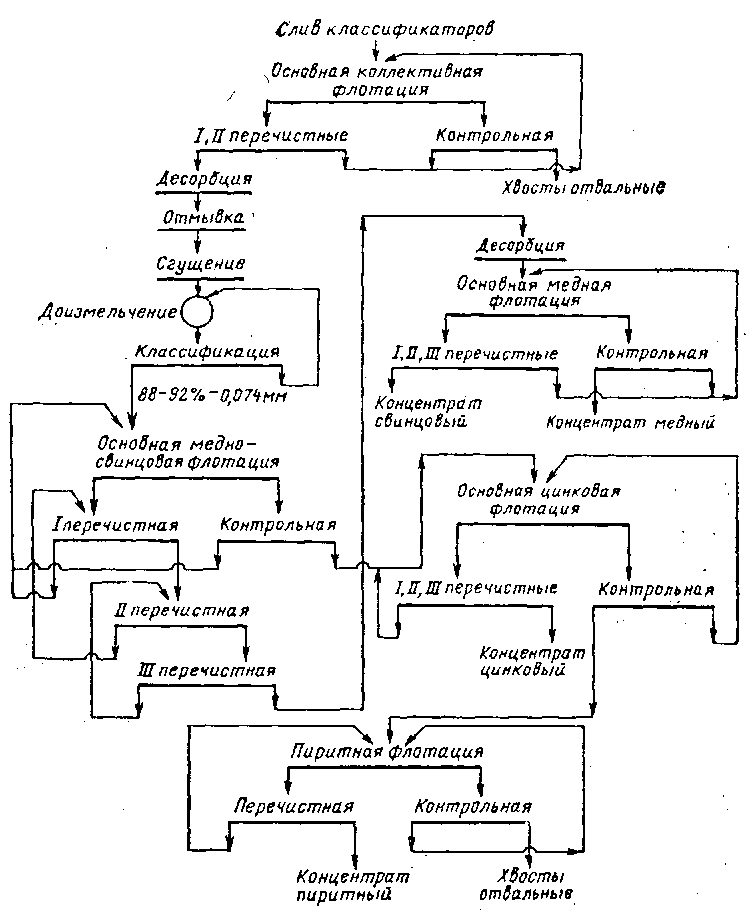 Слив классификаторов
Основная коллективная
флотация
I, II перечистные
Контрольная
Хвосты отвальные
Десорбция
Отмывка
Сгущение
Доизмельчение
Классификация
88–92%–0,074мм
Десорбция
Основная медная
флотация
I, II, III перечистные
Контрольная
Концентрат
свинцовый
Концентрат медный
Основная медно-
свинцовая флотация
I перечистная
Контрольная
II перечистная
III перечистная
Основная цинковая
флотация
I, II, III перечистные
Контрольная
Концентрат
цинковый
Пиритная флотация
Перечистная
Контрольная
Концентрат
пиритный
Хвосты
отвальные